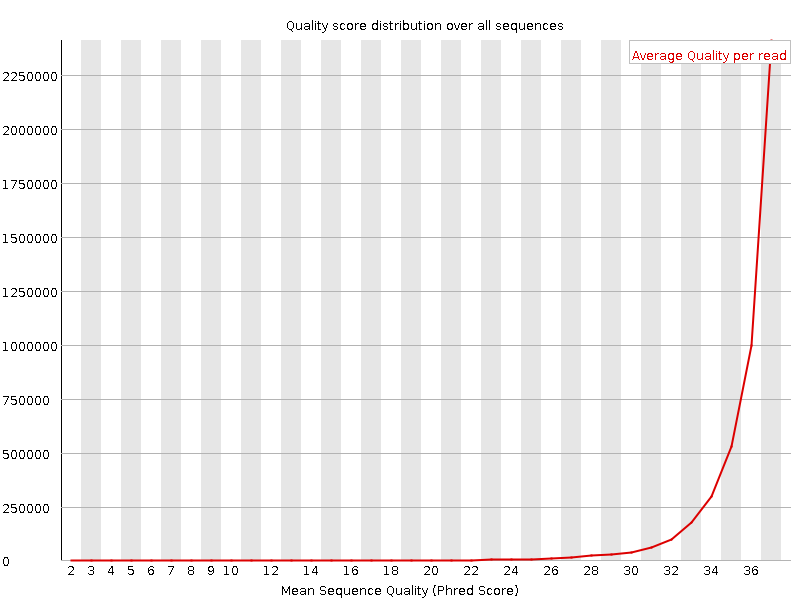 Quality score distribution over all sequences
Average Quality per read
2250000
2000000
1750000
1500000
1250000
1000000
750000
500000
250000
0
2 3 4 5 6 7 8 9 10 12 14 16 18 20 22 24 26 28 30 32 34 36
Mean Sequence Quality (Phred Score)